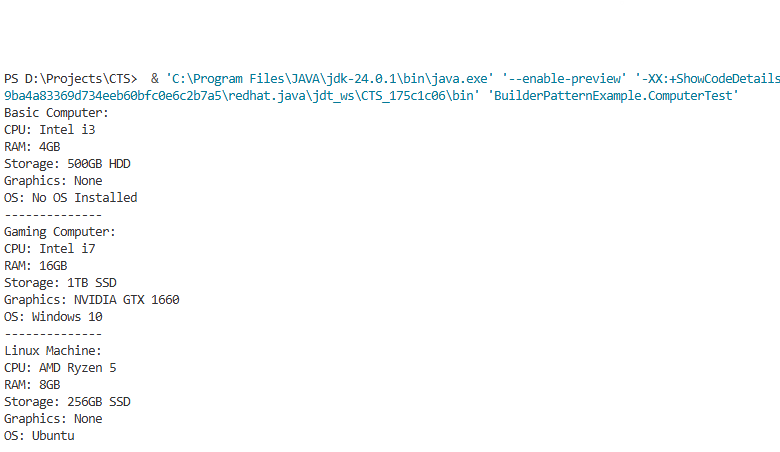 PS D:\Projects\CTS>  & 'C:\Program Files\JAVA\jdk-24.0.1\bin\java.exe' '--enable-preview' '-XX:+ShowCodeDetails
9ba4a83369d734eeb60bfc0e6c2b7a5\redhat.java\jdt_ws\CTS_175c1c06\bin' 'BuilderPatternExample.ComputerTest'
Basic Computer:
CPU: Intel i3
RAM: 4GB
Storage: 500GB HDD
Graphics: None
OS: No OS Installed
--------------
Gaming Computer:
CPU: Intel i7
RAM: 16GB
Storage: 1TB SSD
Graphics: NVIDIA GTX 1660
OS: Windows 10
--------------
Linux Machine:
CPU: AMD Ryzen 5
RAM: 8GB
Storage: 256GB SSD
Graphics: None
OS: Ubuntu